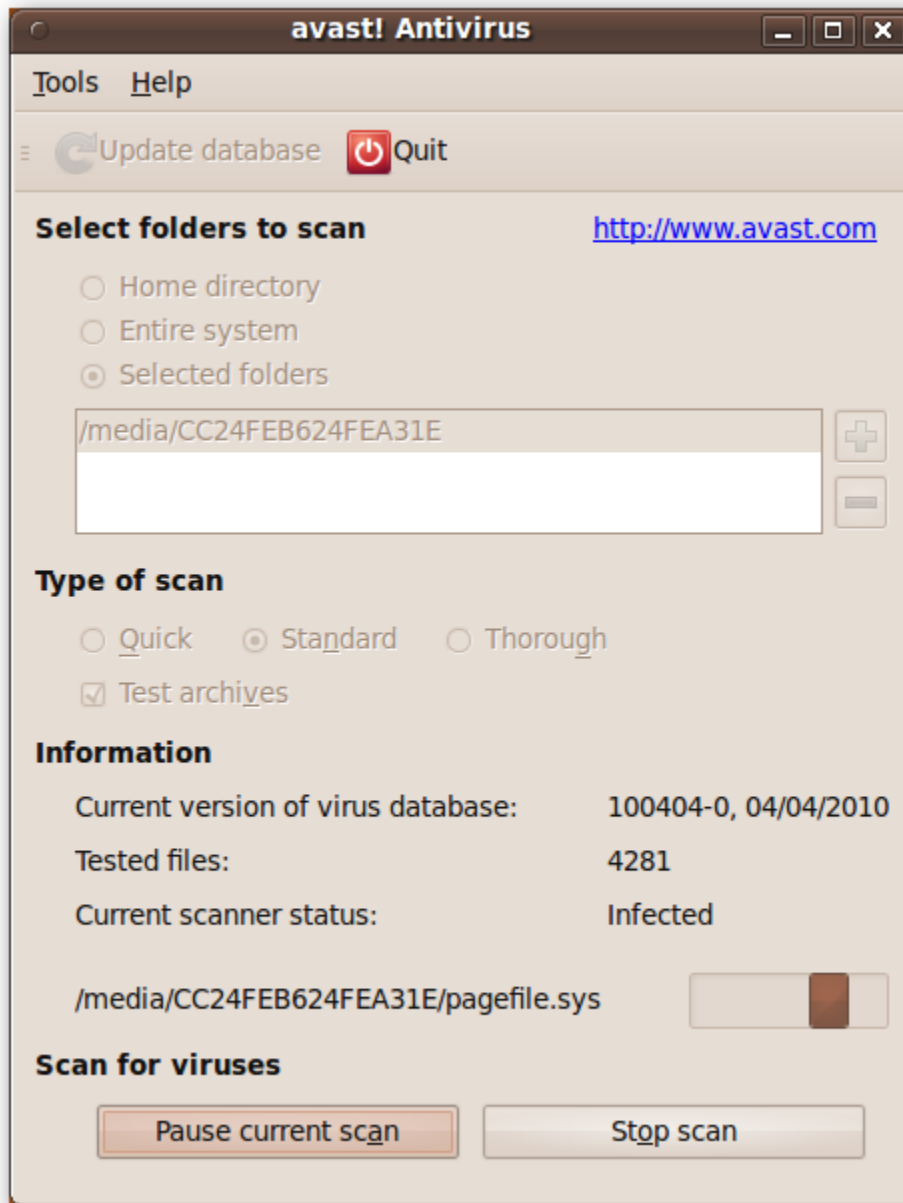 avast! Antivirus
Tools Help
Update database Quit
Select folders to scan http://www.avast.com
Home directory
Entire system
Selected folders
/media/CC24FEB624FEA31E
Type of scan
Quick Standard Thorough
Test archives
Information
Current version of virus database: 100404-0, 04/04/2010
Tested files: 4281
Current scanner status: Infected
/media/CC24FEB624FEA31E/pagefile.sys
Scan for viruses
Pause current scan Stop scan